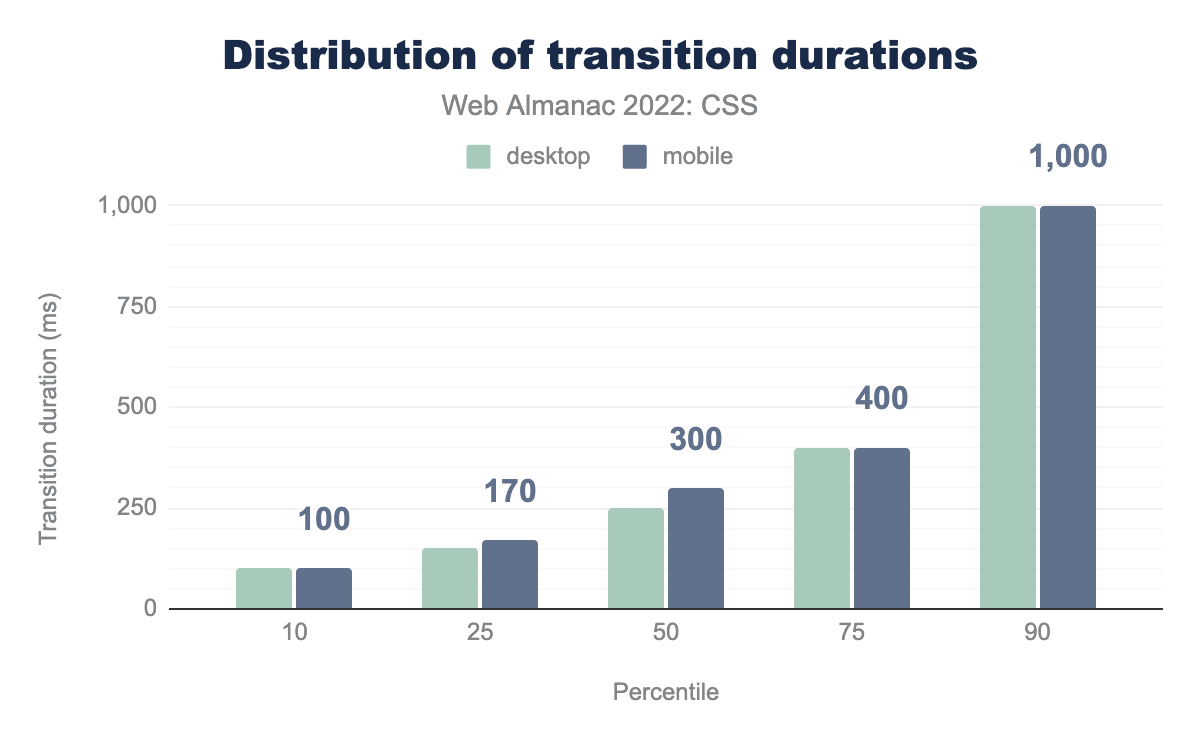 Distribution of transition durations
Web Almanac 2022: CSS
desktop
mobile
1,000
1,000
750
500
250
0
Transition duration (ms)
100
170
300
400
10
25
50
75
90
Percentile